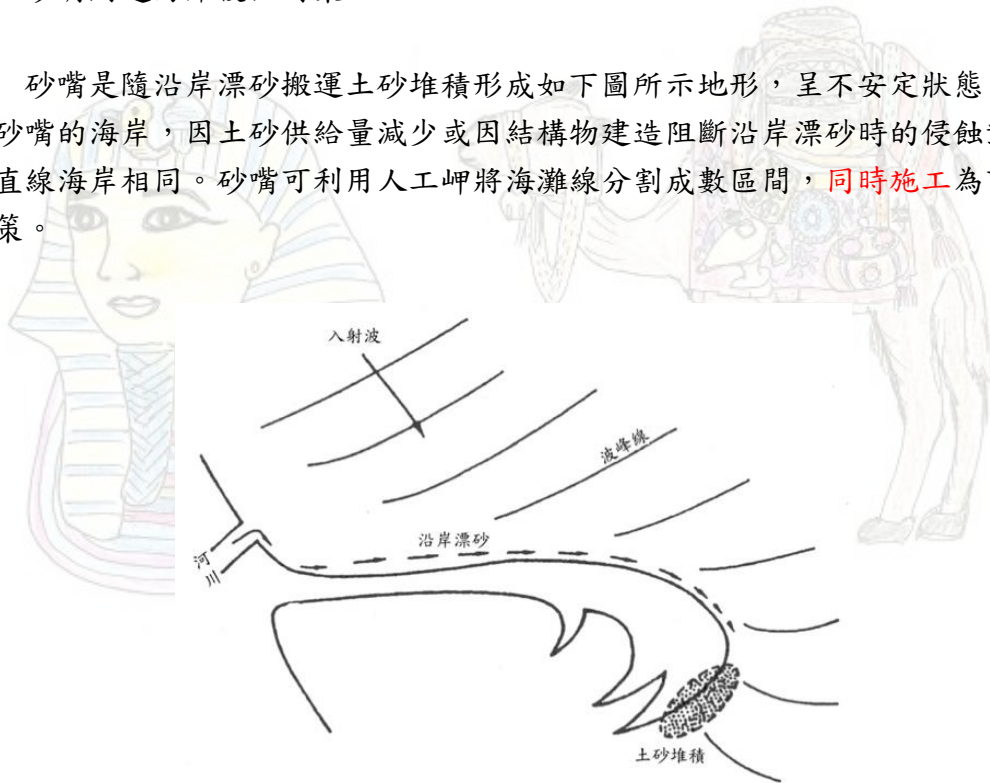 砂嘴是隨沿岸漂砂搬運土砂堆積形成如下圖所示地形,呈不安定狀態
砂嘴的海岸,因土砂供給量減少或因結構物建造阻斷沿岸漂砂時的侵蝕
直線海岸相同。砂嘴可利用人工岬將海灘線分割成數區間,同時施工為
策。
入射波
波峰線
沿岸漂砂
河川
土砂堆積